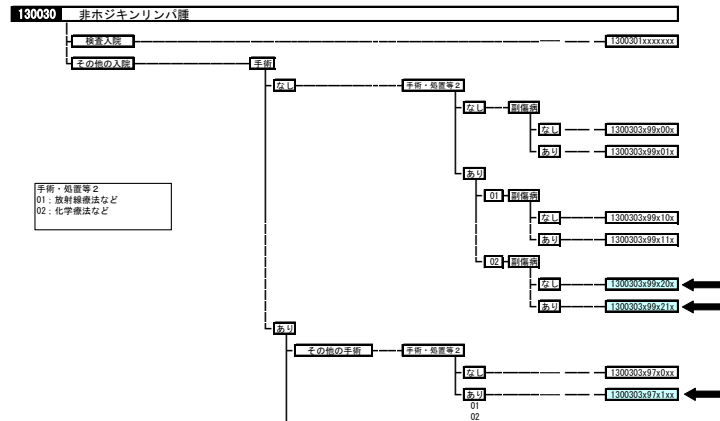 130030 非ホジキンリンパ腫
検査入院 1300301xxxxxxx
その他の入院 手術
なし 手術・処置等2
なし 副傷病
なし 1300303x99x00x
あり 1300303x99x01x
あり
手術・処置等2
01：放射線療法など
02：化学療法など
01 副傷病
なし 1300303x99x10x
あり 1300303x99x11x
02 副傷病
なし 1300303x99x20x
あり 1300303x99x21x
あり
その他の手術 手術・処置等2
なし 1300303x97x0xx
あり 1300303x97x1xx
01
02